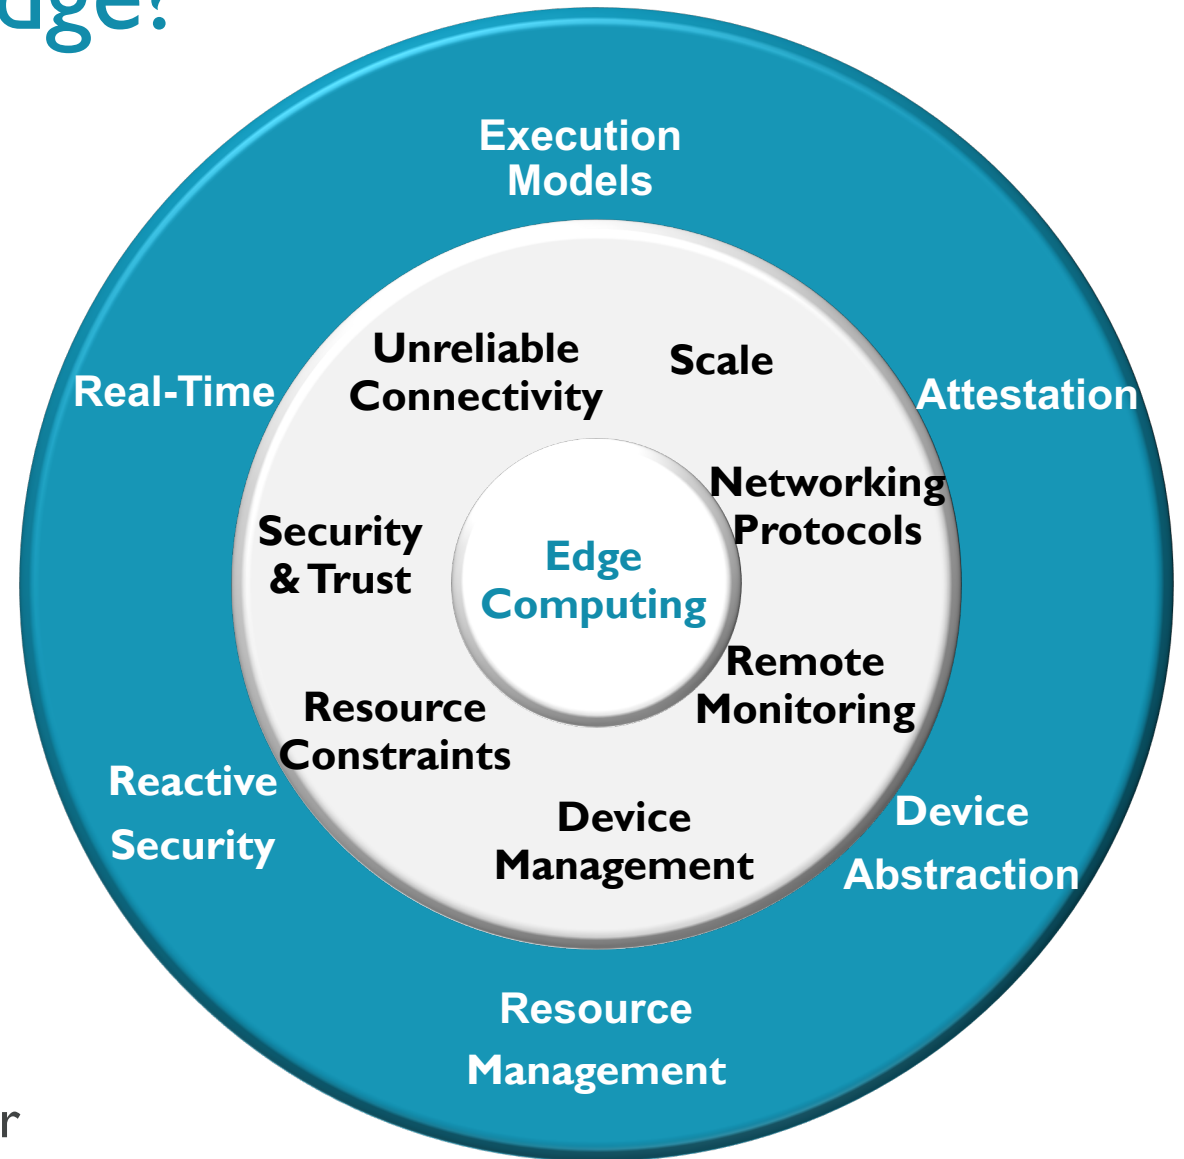 dge?
Execution
Models
Unreliable
Connectivity
Scale
Real-Time
Attestation
Networking
Protocols
Security
& Trust
Edge
Computing
Remote
Monitoring
Resource
Constraints
Reactive
Security
Device
Management
Device
Abstraction
Resource
Management
r